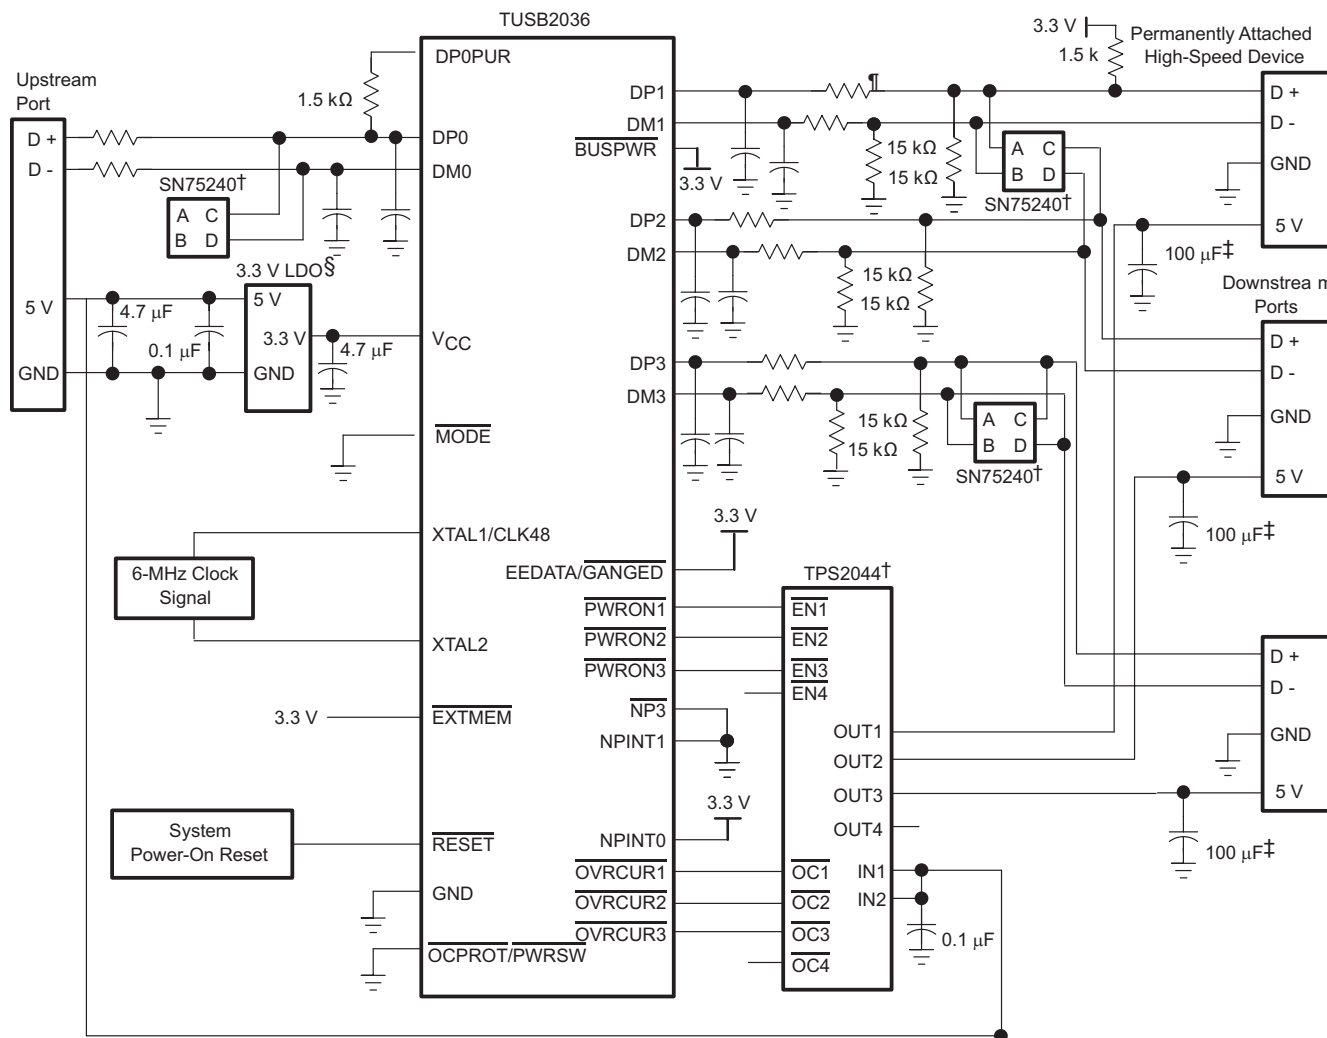 TUSB2036
Upstream
Port
D +
D -
5 V
GND
1.5 kΩ
SN75240†
A C
B D
3.3 V LDO§
5 V
3.3 V
GND
4.7 μF
0.1 μF
4.7 μF
6-MHz Clock
Signal
3.3 V
System
Power-On Reset
DP0PUR
DP0
DM0
VCC
MODE
XTAL1/CLK48
XTAL2
EXTMEM
RESET
GND
OCPROT/PWRSW
DP1
DM1
BUSPWR
DP2
DM2
DP3
DM3
EEDATA/GANGED
PWRON1
PWRON2
PWRON3
NP3
NPINT1
NPINT0
OVRCUR1
OVRCUR2
OVRCUR3
¶
3.3 V
15 kΩ
15 kΩ
A C
B D
SN75240†
15 kΩ
15 kΩ
15 kΩ
15 kΩ
A C
B D
SN75240†
3.3 V
3.3 V
TPS2044†
EN1
EN2
EN3
EN4
OUT1
OUT2
OUT3
OUT4
OC1
OC2
OC3
OC4
IN1
IN2
0.1 μF
3.3 V
1.5 k
Permanently Attached
High-Speed Device
D +
D -
GND
5 V
100 μF‡
Downstrea m
Ports
D +
D -
GND
5 V
100 μF‡
D +
D -
GND
5 V
100 μF‡